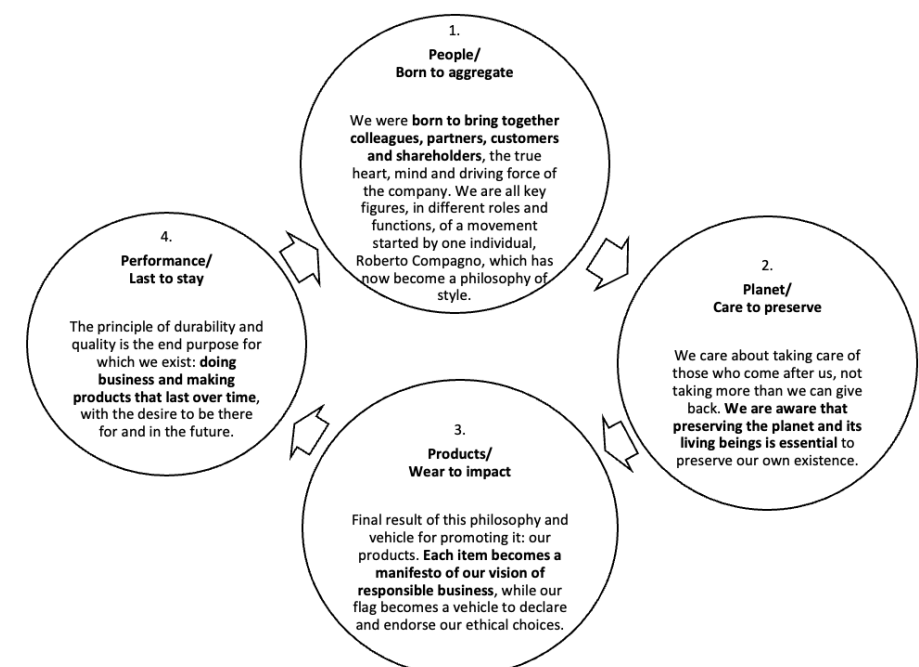 1.
People/
Born to aggregate
We were born to bring together
colleagues, partners, customers
and shareholders, the true
heart, mind and driving force of
the company. We are all key
figures, in different roles and
functions, of a movement
started by one individual,
Roberto Compagno, which has
now become a philosophy of
style.
2.
Planet/
Care to preserve
We care about taking care of
those who come after us, not
taking more than we can give
back. We are aware that
preserving the planet and its
living beings is essential to
preserve our own existence.
3.
Products/
Wear to impact
Final result of this philosophy and
vehicle for promoting it: our
products. Each item becomes a
manifesto of our vision of
responsible business, while our
flag becomes a vehicle to declare
and endorse our ethical choices.
4.
Performance/
Last to stay
The principle of durability and
quality is the end purpose for
which we exist: doing
business and making
products that last over time,
with the desire to be there
for and in the future.